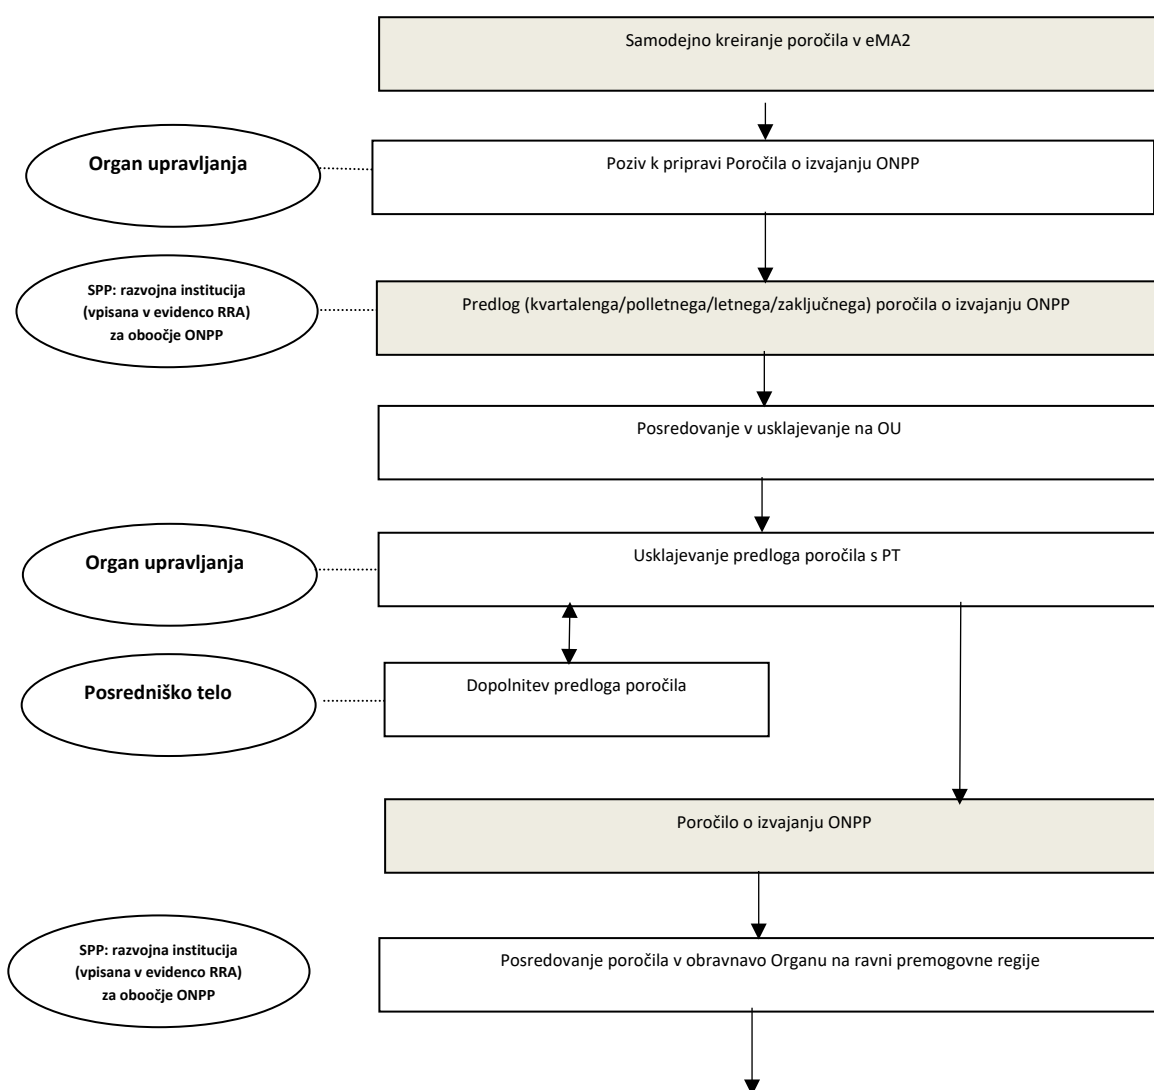 Samodejno kreiranje poročila v eMA2
Organ upravljanja
Poziv k pripravi Poročila o izvajanju ONPP
SPP: razvojna institucija
(vpisana v evidenco RRA)
za oboočje ONPP
Predlog (kvartalenga/polletnega/letnega/zaključnega) poročila o izvajanju ONPP
Posredovanje v usklajevanje na OU
Organ upravljanja
Usklajevanje predloga poročila s PT
Posredniško telo
Dopolnitev predloga poročila
Poročilo o izvajanju ONPP
SPP: razvojna institucija
(vpisana v evidenco RRA)
za oboočje ONPP
Posredovanje poročila v obravnavo Organu na ravni premogovne regije